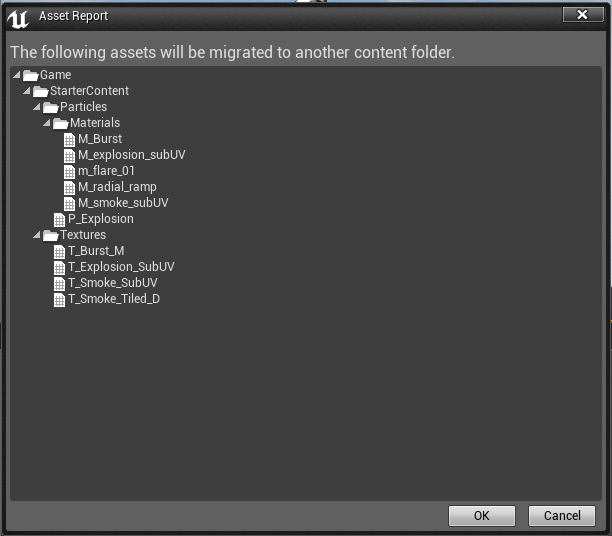 Asset Report
The following assets will be migrated to another content folder.
Game
StarterContent
Particles
Materials
M_Burst
M_explosion_subUV
m_flare_01
M_radial_ramp
M_smoke_subUV
P_Explosion
Textures
T_Burst_M
T_Explosion_SubUV
T_Smoke_SubUV
T_Smoke_Tiled_D
OK Cancel